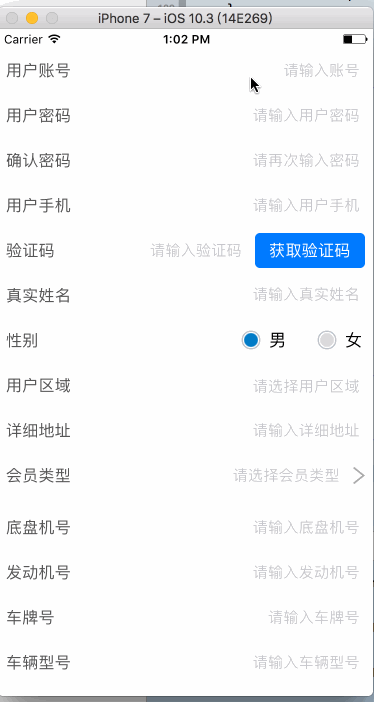 iPhone 7 – iOS 10.3 (14E269)
Carrier 1:02 PM
用户账号 请输入账号
用户密码 请输入用户密码
确认密码 请再次输入密码
用户手机 请输入用户手机
验证码 请输入验证码 获取验证码
真实姓名 请输入真实姓名
性别 男 女
用户区域 请选择用户区域
详细地址 请输入详细地址
会员类型 请选择会员类型
底盘机号 请输入底盘机号
发动机号 请输入发动机号
车牌号 请输入车牌号
车辆型号 请输入车辆型号